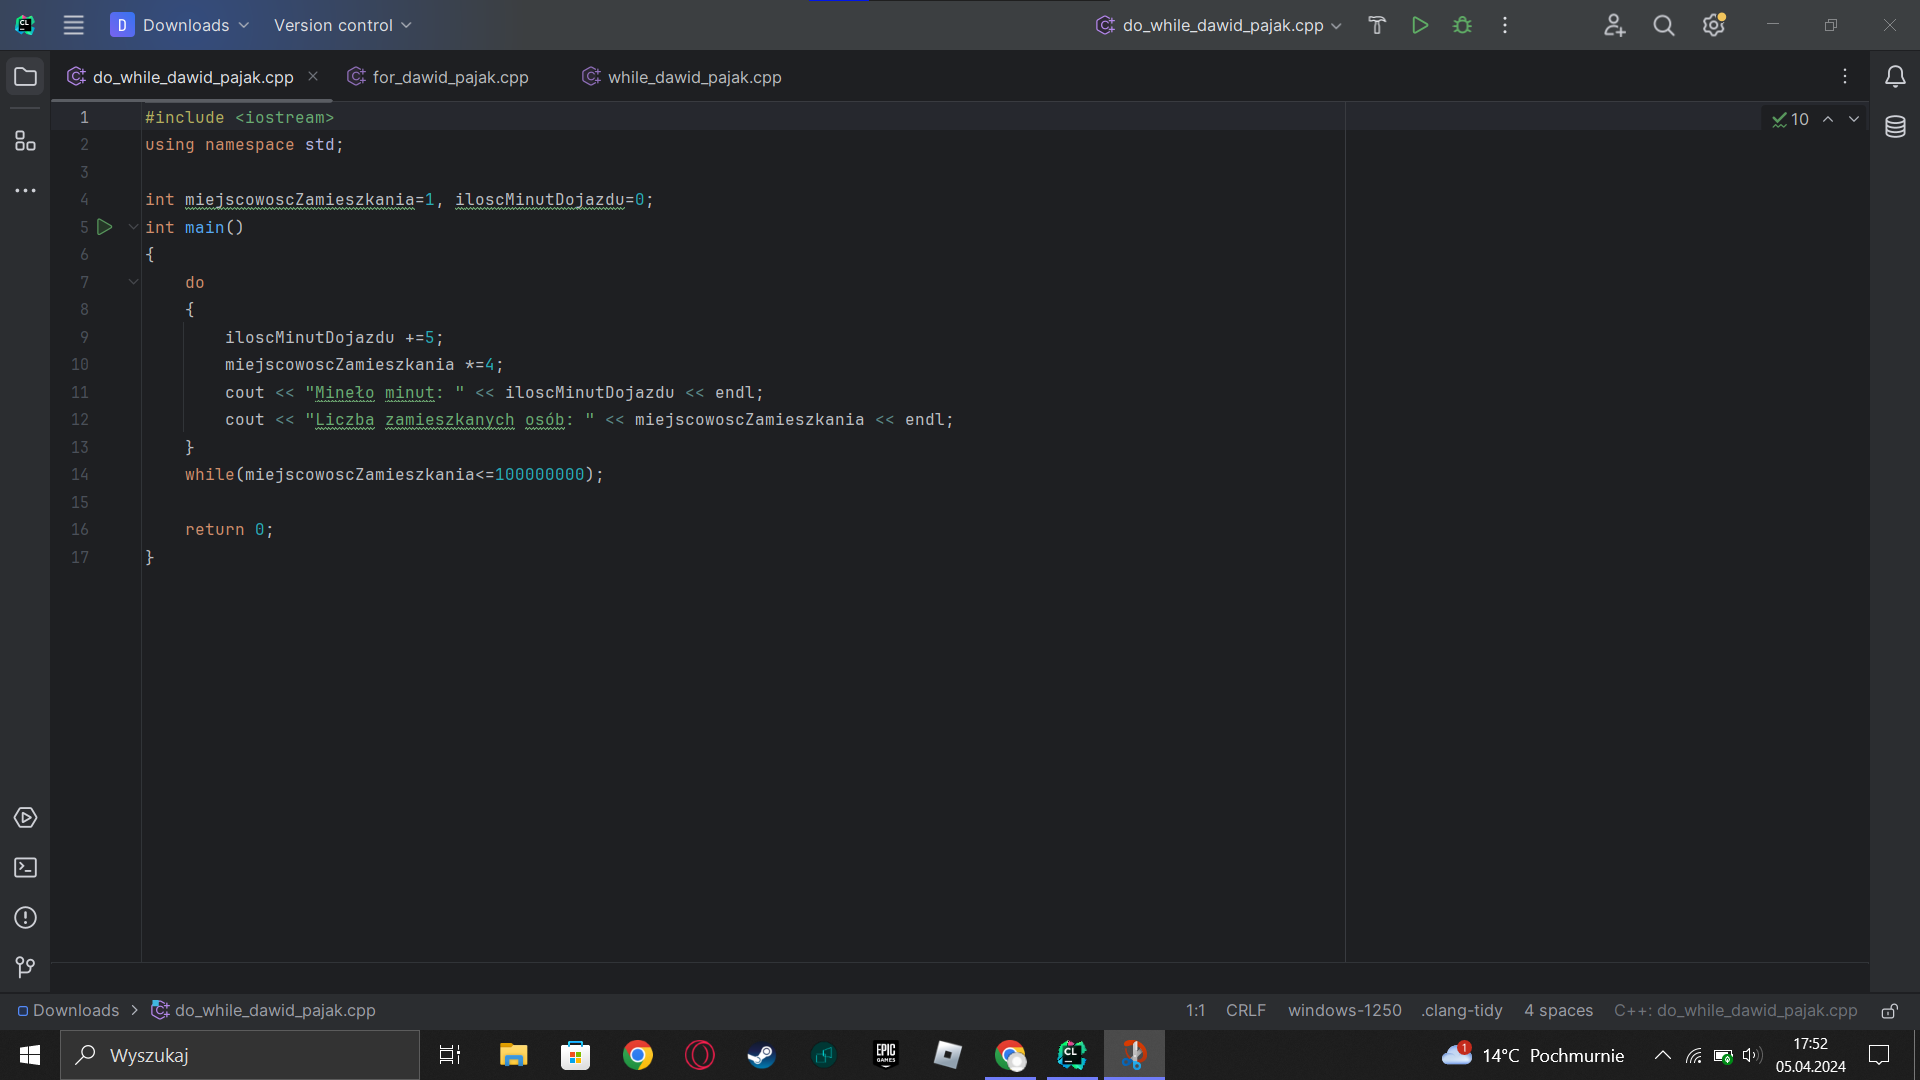 D Downloads Version control do_while_dawid_pajak.cpp
do_while_dawid_pajak.cpp for_dawid_pajak.cpp while_dawid_pajak.cpp
1 #include <iostream> 10
2 using namespace std;
3
4 int miejscowoscZamieszkania=1, iloscMinutDojazdu=0;
5 int main()
6 {
7 do
8 {
9 iloscMinutDojazdu +=5;
10 miejscowoscZamieszkania *=4;
11 cout << "Mineło minut: " << iloscMinutDojazdu << endl;
12 cout << "Liczba zamieszkanych osób: " << miejscowoscZamieszkania << endl;
13 }
14 while(miejscowoscZamieszkania<=100000000);
15
16 return 0;
17 }
Downloads > do_while_dawid_pajak.cpp 1:1 CRLF windows-1250 .clang-tidy 4 spaces C++: do_while_dawid_pajak.cpp
Wyszukaj EPIC GAMES CL 1 14°C Pochmurnie 17:52
05.04.2024